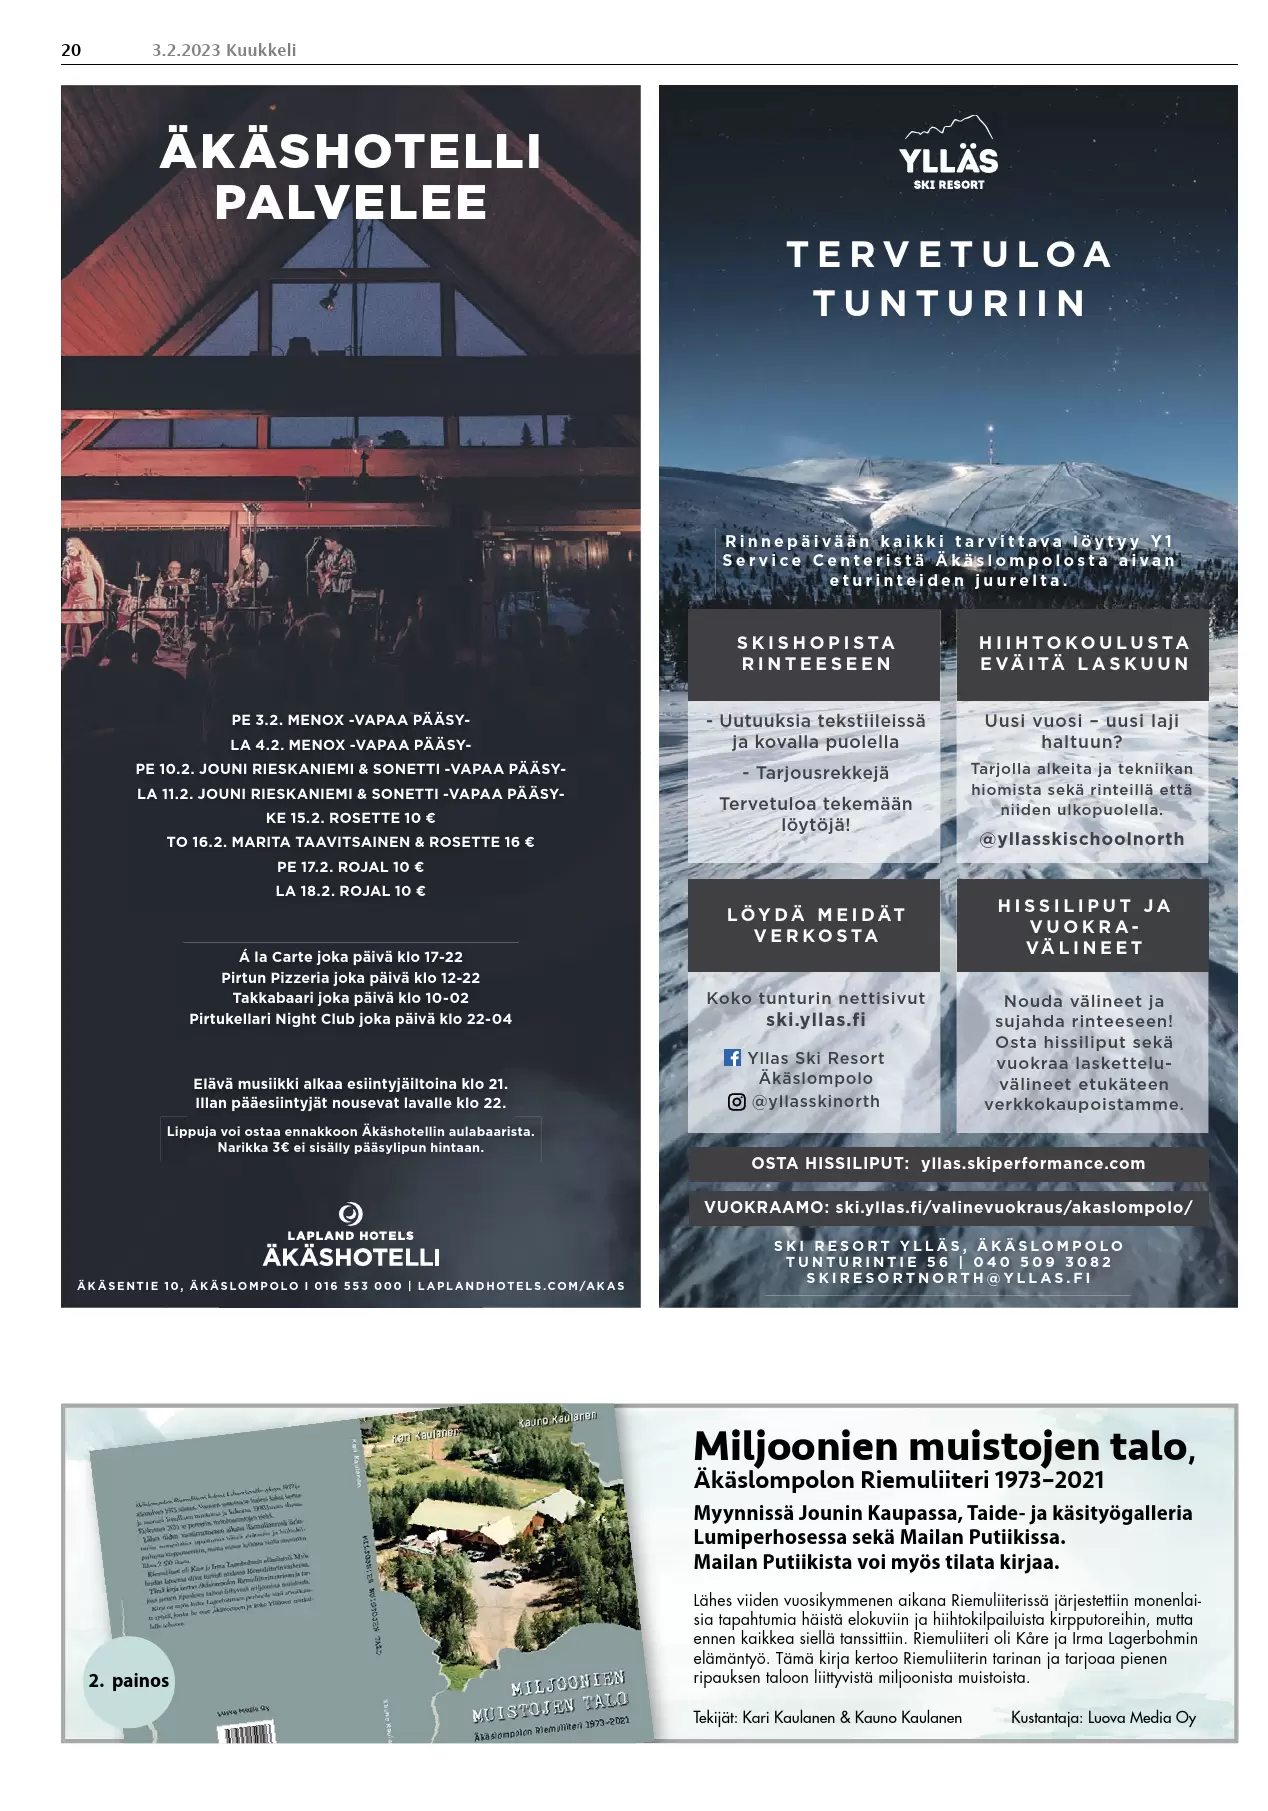 20 3.2.2023 Kuukkeli
ÄKÄSHOTELLI
PALVELEE
PE 3.2. MENOX -VAPAA PÄÄSY-
LA 4.2. MENOX -VAPAA PÄÄSY-
PE 10.2. JOUNI RIESKANIEMI & SONETTI -VAPAA PÄÄSY-
LA 11.2. JOUNI RIESKANIEMI & SONETTI -VAPAA PÄÄSY-
KE 15.2. ROSETTE 10 €
TO 16.2. MARITA TAAVITSAINEN & ROSETTE 16 €
PE 17.2. ROJAL 10 €
LA 18.2. ROJAL 10 €
Á la Carte joka päivä klo 17-22
Pirtun Pizzeria joka päivä klo 12-22
Takkabaari joka päivä klo 10-02
Pirtukellari Night Club joka päivä klo 22-04
Elävä musiikki alkaa esiintyjäiltoina klo 21.
Illan pääesiintyjät nousevat lavalle klo 22.
Lippuja voi ostaa ennakkoon Äkäshotellin aulabaarista.
Narikka 3€ ei sisälly pääsylipun hintaan.
LAPLAND HOTELS
ÄKÄSHOTELLI
ÄKÄSENTIE 10, ÄKÄSLOMPOLO I 016 553 000 | LAPLANDHOTELS.COM/AKAS
YLLÄS
SKI RESORT
TERVETULOA
TUNTURIIN
Rinnepäivään kaikki tarvittava löytyy Y1
Service Centeristä Äkäslompolosta aivan
eturinteiden juurelta.
SKISHOPISTA
RINTEESEEN
- Uutuuksia tekstiileissä
ja kovalla puolella
- Tarjousrekkejä
Tervetuloa tekemään
löytöjä!
HIIHTOKOULUSTA
EVÄITÄ LASKUUN
Uusi vuosi – uusi laji
haltuun?
Tarjolla alkeita ja tekniikan
hiomista sekä rinteillä että
niiden ulkopuolella.
@yllasskischoolnorth
LÖYDÄ MEIDÄT
VERKOSTA
Koko tunturin nettisivut
ski.yllas.fi
Yllas Ski Resort
Äkäslompolo
@yllasskinorth
HISSILIPUT JA
VUOKRA-
VÄLINEET
Nouda välineet ja
sujahda rinteeseen!
Osta hissiliput sekä
vuokraa laskettelu-
välineet etukäteen
verkkokaupoistamme.
OSTA HISSILIPUT: yllas.skiperformance.com
VUOKRAAMO: ski.yllas.fi/valinevuokraus/akaslompolo/
SKI RESORT YLLÄS, ÄKÄSLOMPOLO
TUNTURINTIE 56 | 040 509 3082
SKIRESORTNORTH@YLLAS.FI
Kari Kaulanen
Kauno Kaulanen
Kari Kaulanen
MILJOONIEN MUISTOJEN TALO
MILJOONIEN
MUISTOJEN TALO
Äkäslompolon Riemuliiteri 1973–2021
Luova Media Oy
2. painos
Miljoonien muistojen talo,
Äkäslompolon Riemuliiteri 1973–2021
Myynnissä Jounin Kaupassa, Taide- ja käsityögalleria
Lumiperhosessa sekä Mailan Putiikissa.
Mailan Putiikista voi myös tilata kirjaa.
Lähes viiden vuosikymmenen aikana Riemuliiterissä järjestettiin monenlai-
sia tapahtumia häistä elokuviin ja hiihtokilpailuista kirpputoreihin, mutta
ennen kaikkea siellä tanssittiin. Riemuliiteri oli Kåre ja Irma Lagerbohmin
elämäntyö. Tämä kirja kertoo Riemuliiterin tarinan ja tarjoaa pienen
ripauksen taloon liittyvistä miljoonista muistoista.
Tekijät: Kari Kaulanen & Kauno Kaulanen Kustantaja: Luova Media Oy